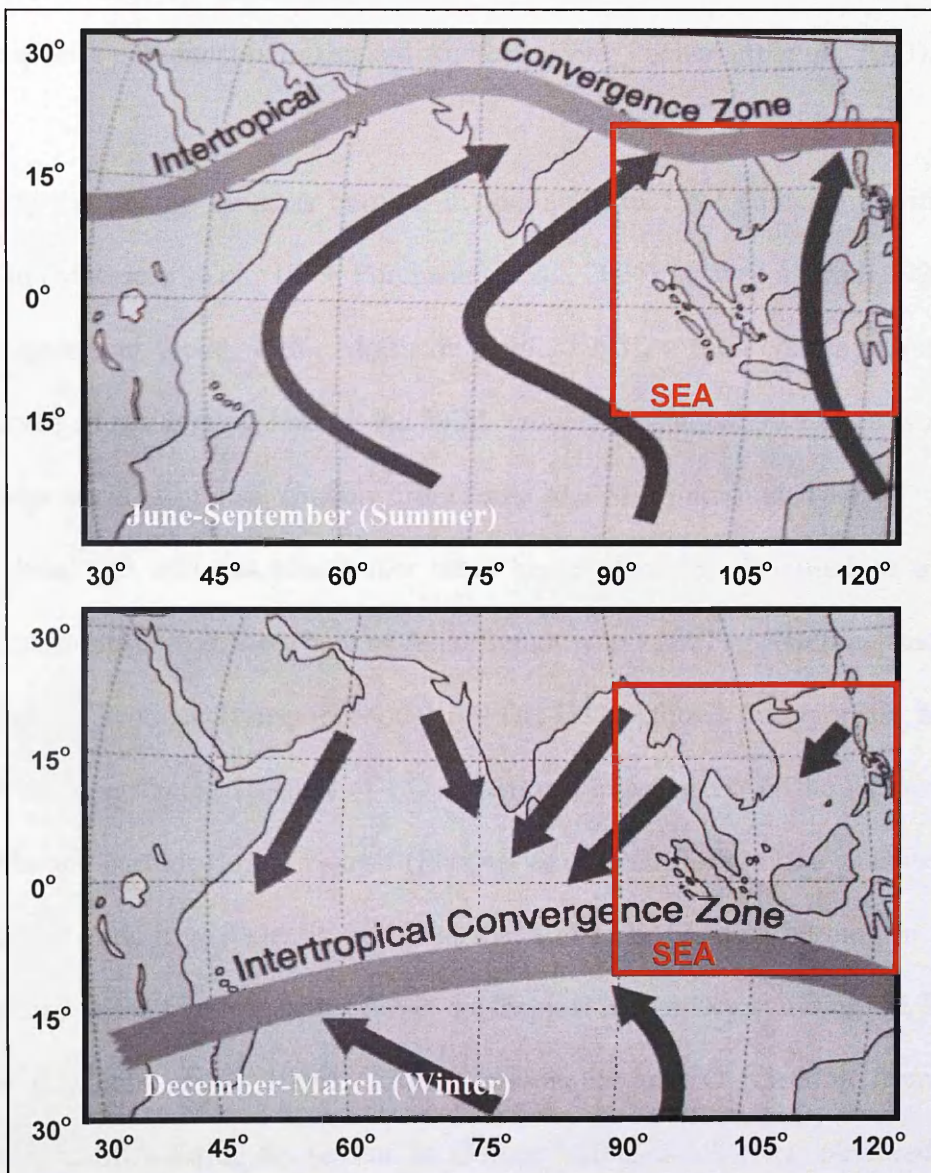 30°
15°
0°
15°
Intertropical
Convergence Zone
SEA
June-September (Summer)
30° 45° 60° 75° 90° 105° 120°
30°
15°
0°
15°
30°
Intertropical Convergence Zone
SEA
December-March (Winter)
30° 45° 60° 75° 90° 105° 120°